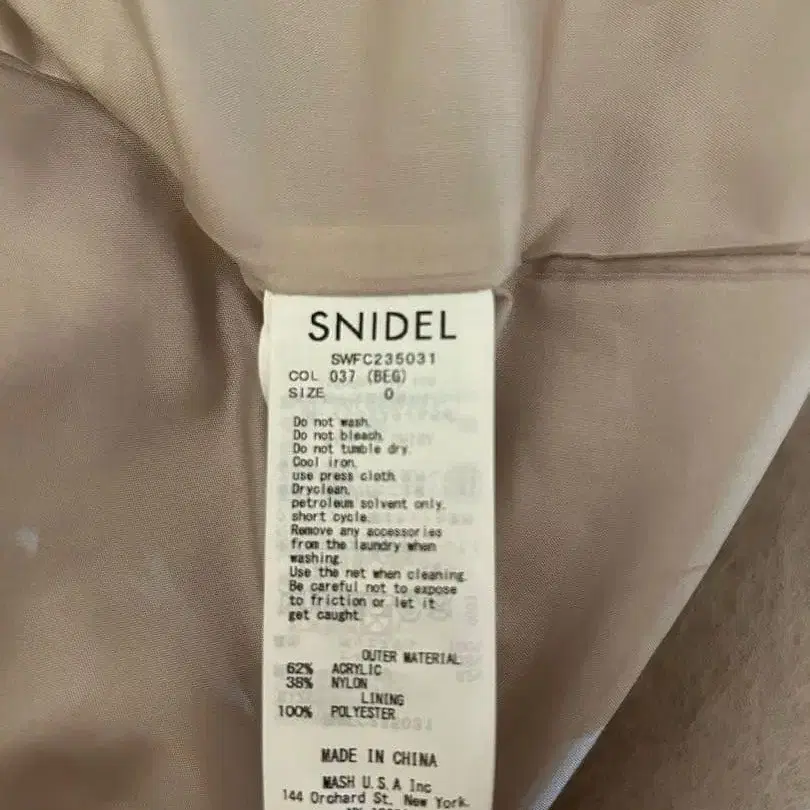 SNIDEL
SWFC235031
COL 037 (BEG)
SIZE 0
Do not wash.
Do not bleach.
Do not tumble dry.
Cool iron.
use press cloth.
Dryclean.
petroleum solvent only.
short cycle.
Remove any accessories
from the laundry when
washing.
Use the net when cleaning.
Be careful not to expose
to friction or let it
get caught.
OUTER MATERIAL
62% ACRYLIC
38% NYLON
LINING
100% POLYESTER
MADE IN CHINA
MASH U.S.A Inc
144 Orchard St, New York.